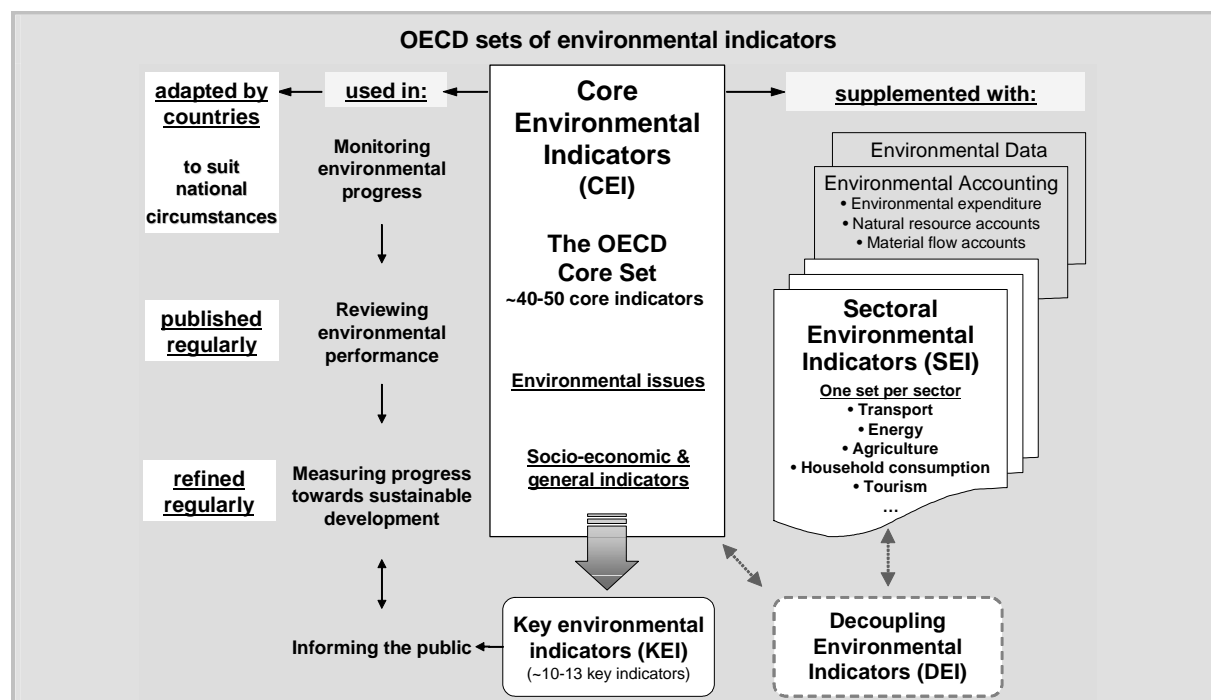 OECD sets of environmental indicators
adapted by
countries
to suit
national
circumstances
published
regularly
refined
regularly
used in:
Monitoring
environmental
progress
Reviewing
environmental
performance
Measuring progress
towards sustainable
development
Informing the public
Core
Environmental
Indicators
(CEI)
The OECD
Core Set
~40-50 core indicators
Environmental issues
Socio-economic &
general indicators
Key environmental
indicators (KEI)
(~10-13 key indicators)
supplemented with:
Environmental Data
Environmental Accounting
• Environmental expenditure
• Natural resource accounts
• Material flow accounts
Sectoral
Environmental
Indicators (SEI)
One set per sector
• Transport
• Energy
• Agriculture
• Household consumption
• Tourism
…
Decoupling
Environmental
Indicators (DEI)